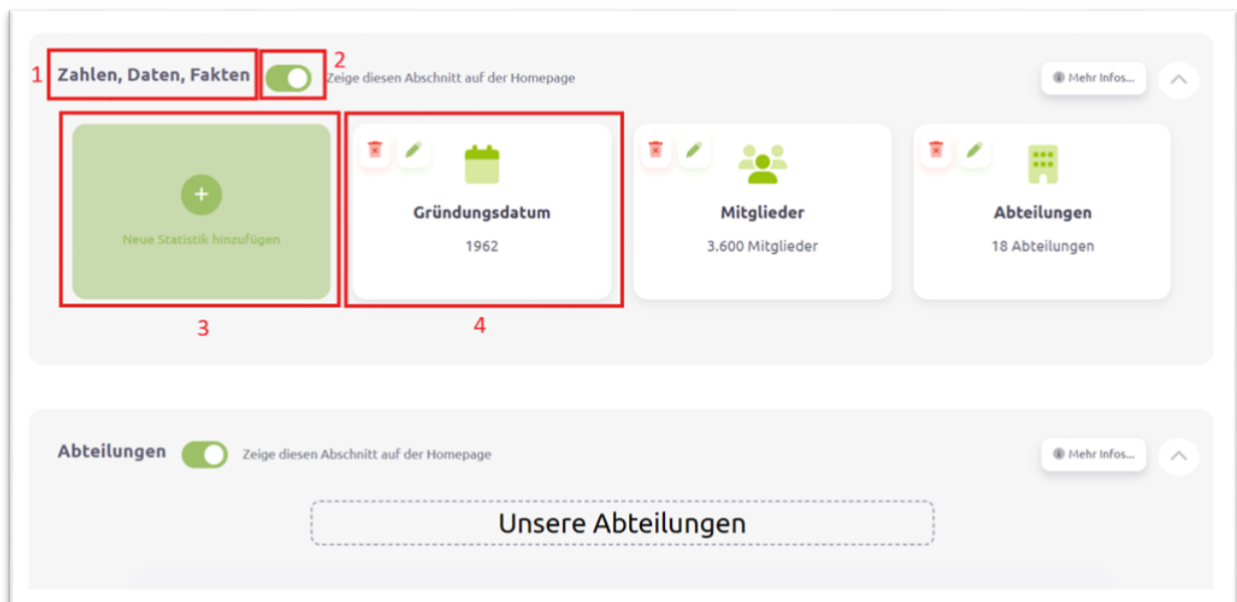 1 Zahlen, Daten, Fakten 2 Zeige diesen Abschnitt auf der Homepage Mehr Infos...
Neue Statistik hinzufügen
Gründungsdatum
1962
Mitglieder
3.600 Mitglieder
Abteilungen
18 Abteilungen
3 4
Abteilungen Zeige diesen Abschnitt auf der Homepage Mehr Infos...
Unsere Abteilungen